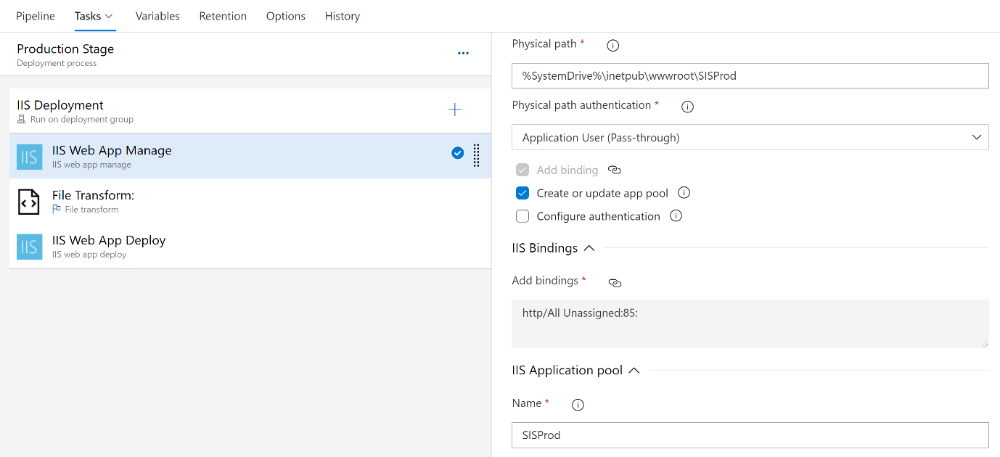 Pipeline Tasks Variables Retention Options History
Production Stage
Deployment process
IIS Deployment
Run on deployment group
IIS Web App Manage
IIS web app manage
File Transform:
File transform
IIS Web App Deploy
IIS web app deploy
Physical path *
%SystemDrive%\inetpub\wwwroot\SISProd
Physical path authentication *
Application User (Pass-through)
Add binding
Create or update app pool
Configure authentication
IIS Bindings
Add bindings *
http/All Unassigned:85:
IIS Application pool
Name *
SISProd